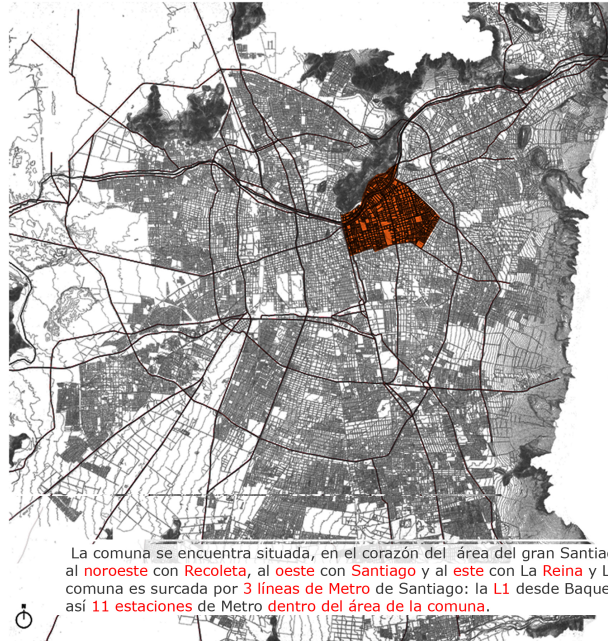 La comuna se encuentra situada, en el corazón del área del gran
al noroeste con Recoleta, al oeste con Santiago y al este con La Reina y
comuna es surcada por 3 líneas de Metro de Santiago: la L1 desde
así 11 estaciones de Metro dentro del área de la comuna.